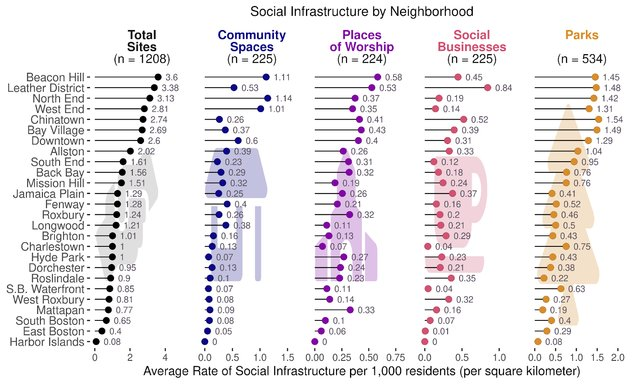 Social Infrastructure by Neighborhood
Total Community Places Social Parks
Sites Spaces of Worship Businesses
(n = 1208) (n = 225) (n = 224) (n = 225) (n = 534)
Beacon Hill 3.6 1.11 0.58 0.45 1.45
Leather District 3.38 0.53 0.53 0.84 1.48
North End 3.13 1.14 0.37 0.19 1.42
West End 2.81 1.01 0.35 0.14 1.31
Chinatown 2.74 0.26 0.41 0.52 1.54
Bay Village 2.69 0.37 0.43 0.39 1.49
Downtown 2.6 0.6 0.4 0.31 1.29
Allston 2.02 0.39 0.26 0.33 1.04
South End 1.61 0.23 0.31 0.12 0.95
Back Bay 1.56 0.29 0.32 0.18 0.76
Mission Hill 1.51 0.32 0.19 0.24 0.76
Jamaica Plain 1.29 0.25 0.26 0.37 0.41
Fenway 1.28 0.4 0.21 0.16 0.52
Roxbury 1.24 0.26 0.32 0.2 0.46
Longwood 1.21 0.38 0.11 0.21 0.5
Brighton 1.01 0.16 0.13 0.29 0.43
Charlestown 1 0.13 0.07 0.04 0.75
Hyde Park 1 0.07 0.27 0.23 0.43
Dorchester 0.95 0.13 0.24 0.21 0.38
Roslindale 0.9 0.1 0.23 0.35 0.22
S.B. Waterfront 0.85 0.07 0.11 0.04 0.63
West Roxbury 0.81 0.08 0.14 0.32 0.27
Mattapan 0.77 0.09 0.33 0.16 0.19
South Boston 0.65 0.08 0.1 0.07 0.4
East Boston 0.4 0.05 0.06 0 0.29
Harbor Islands 0.08 0 0 0 0.08
0 2 4 0.0 0.5 1.0 1.5 0.00 0.25 0.50 0.75 0.0 0.5 1.0 0.0 0.5 1.0 1.5 2.0
Average Rate of Social Infrastructure per 1,000 residents (per square kilometer)